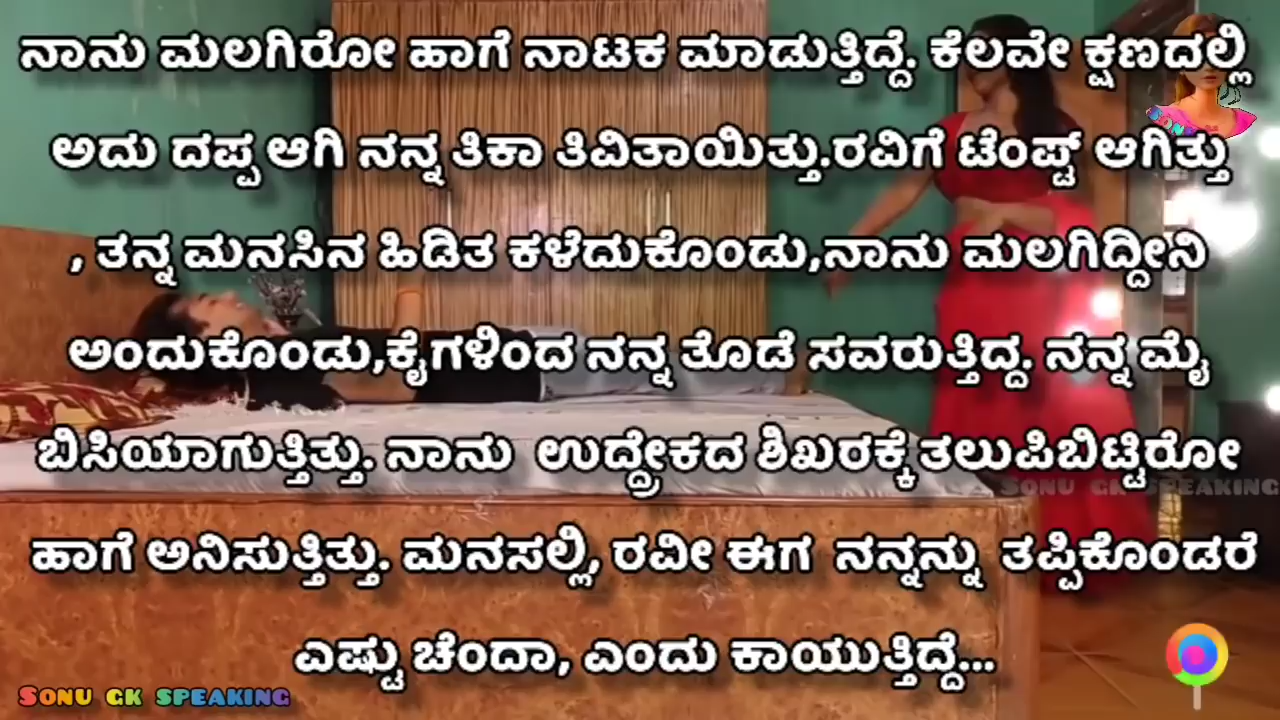 ನಾನು ಮಲಗಿರೋ ಹಾಗೆ ನಾಟಕ ಮಾಡುತ್ತಿದ್ದೆ. ಕೆಲವೇ ಕ್ಷಣದಲ್ಲಿ
ಅದು ದಪ್ಪ ಆಗಿ ನನ್ನ ತಿಕಾ ತಿವಿತಾಯಿತ್ತು.ರವಿಗೆ ಟೆಂಪ್ಟ್ ಆಗಿತ್ತು
, ತನ್ನ ಮನಸಿನ ಹಿಡಿತ ಕಳೆದುಕೊಂಡು,ನಾನು ಮಲಗಿದ್ದೀನಿ
ಅಂದುಕೊಂಡು,ಕೈಗಳಿಂದ ನನ್ನ ತೊಡೆ ಸವರುತ್ತಿದ್ದ. ನನ್ನ ಮೈ
ಬಿಸಿಯಾಗುತ್ತಿತ್ತು. ನಾನು ಉದ್ದ್ರೇಕದ ಶಿಖರಕ್ಕೆ ತಲುಪಿಬಿಟ್ಟಿರೋ
SONU GK SPEAKING
ಹಾಗೆ ಅನಿಸುತ್ತಿತ್ತು. ಮನಸಲ್ಲಿ, ರವೀ ಈಗ ನನ್ನನ್ನು ತಪ್ಪಿಕೊಂಡರೆ
ಎಷ್ಟು ಚೆಂದಾ, ಎಂದು ಕಾಯುತ್ತಿದ್ದೆ...
SONU GK SPEAKING